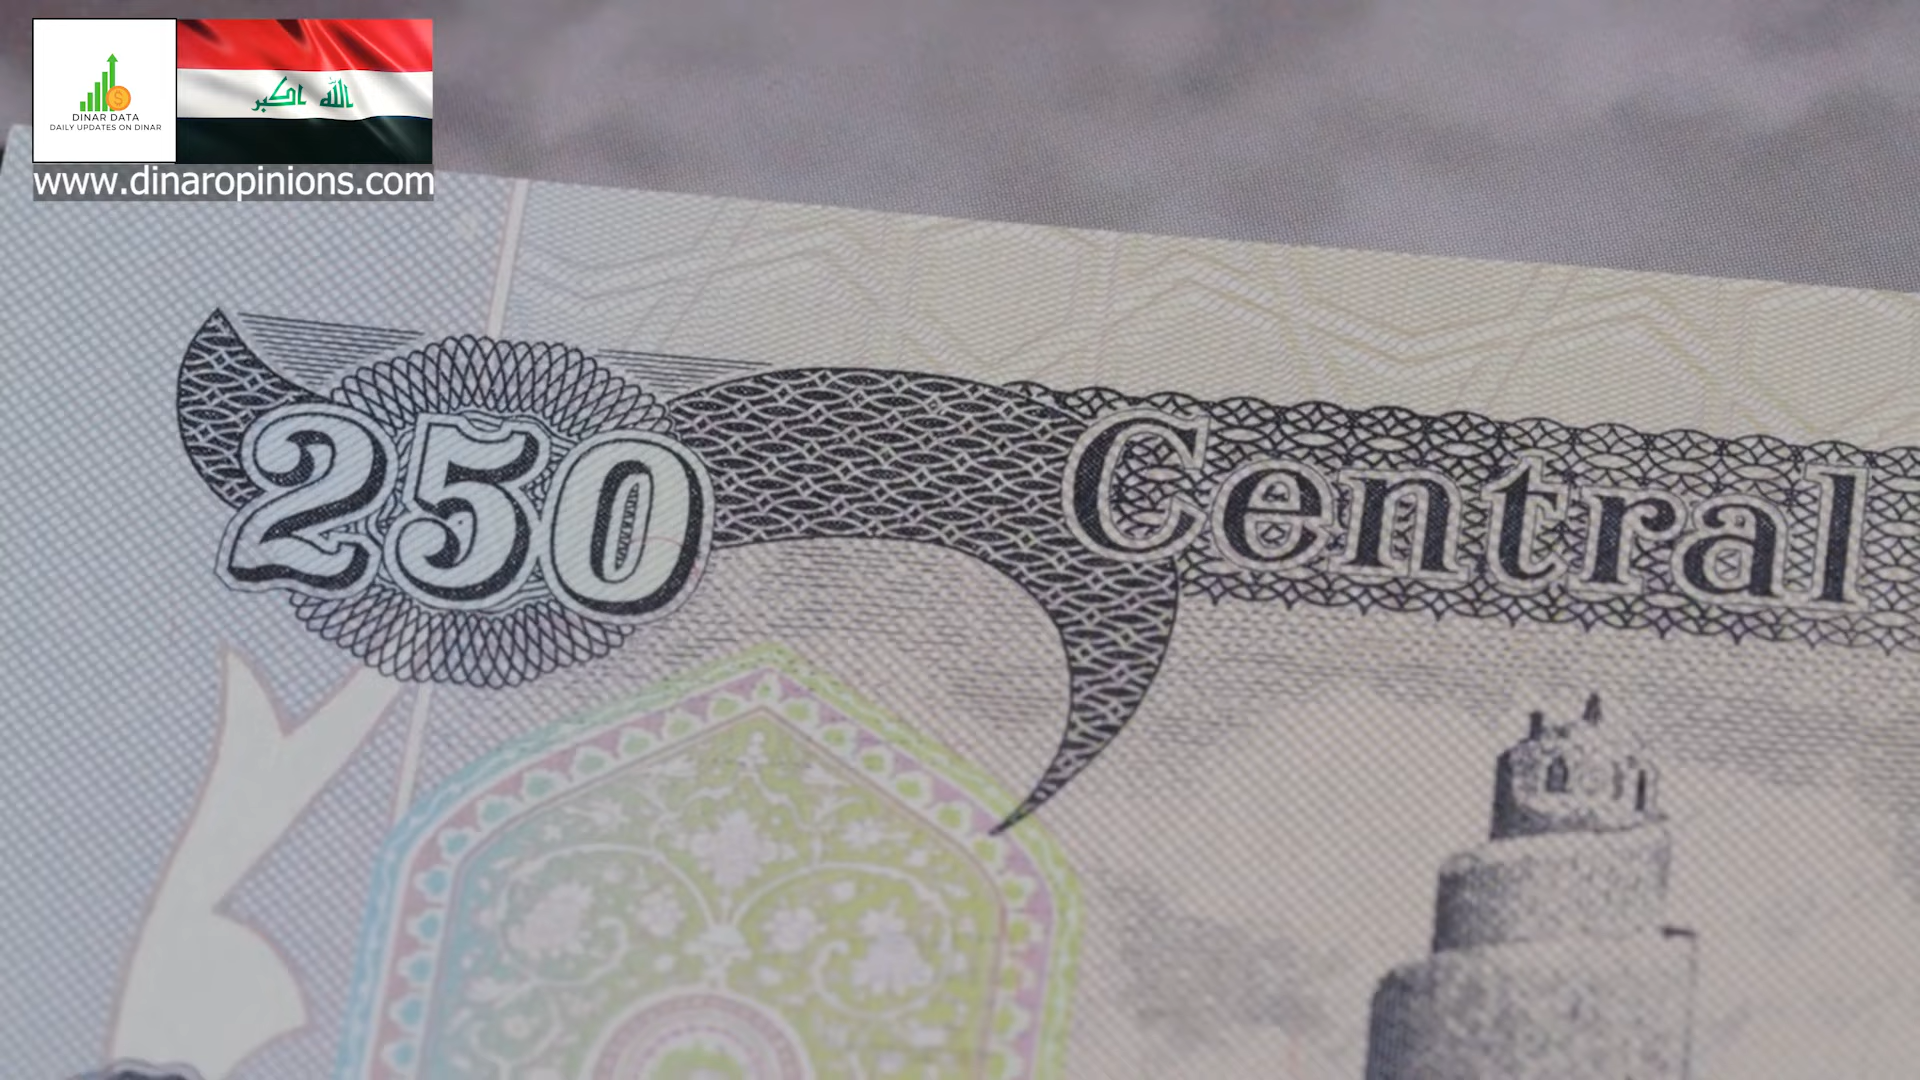 DINAR DATA
DAILY UPDATES ON DINAR
الله اكبر
www.dinaropinions.com
250
Central